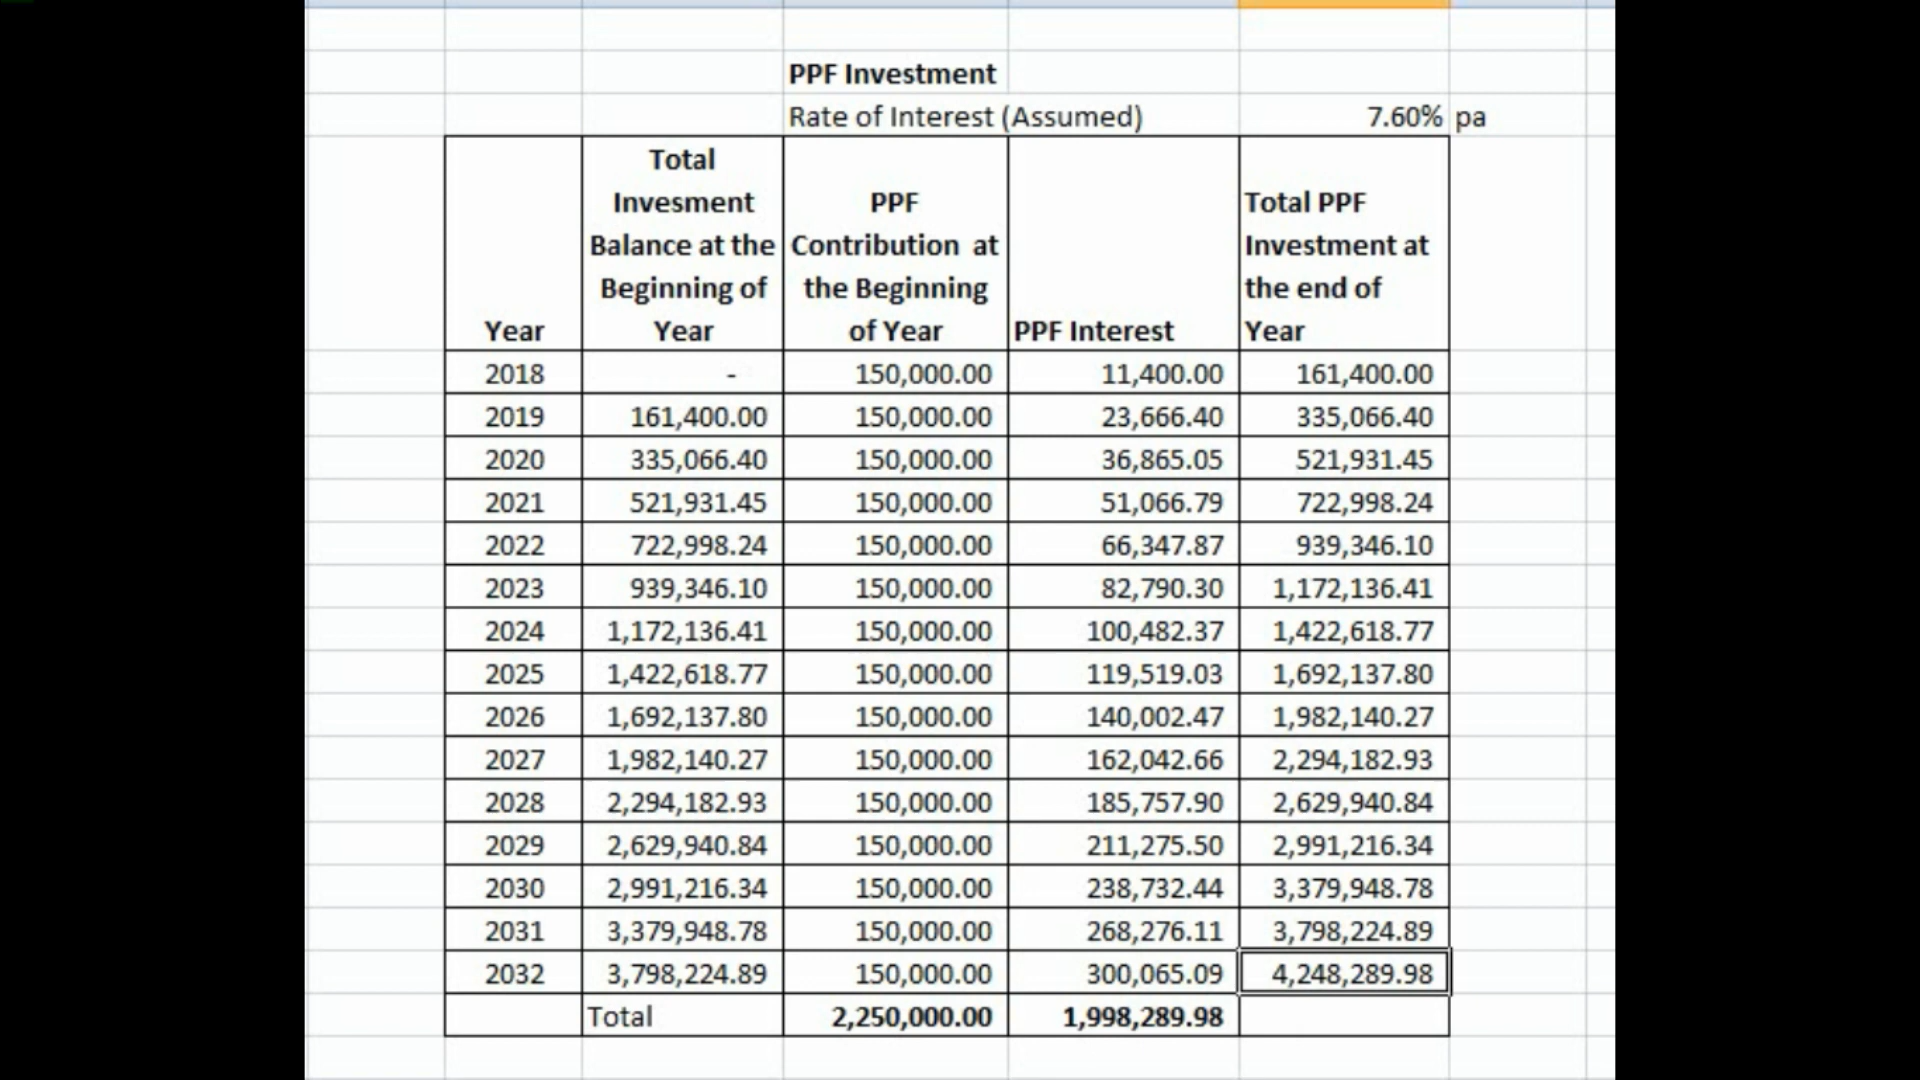 PPF Investment
Rate of Interest (Assumed) 7.60% pa
Year Total Invesment Balance at the Beginning of Year PPF Contribution at the Beginning of Year PPF Interest Total PPF Investment at the end of Year
2018 - 150,000.00 11,400.00 161,400.00
2019 161,400.00 150,000.00 23,666.40 335,066.40
2020 335,066.40 150,000.00 36,865.05 521,931.45
2021 521,931.45 150,000.00 51,066.79 722,998.24
2022 722,998.24 150,000.00 66,347.87 939,346.10
2023 939,346.10 150,000.00 82,790.30 1,172,136.41
2024 1,172,136.41 150,000.00 100,482.37 1,422,618.77
2025 1,422,618.77 150,000.00 119,519.03 1,692,137.80
2026 1,692,137.80 150,000.00 140,002.47 1,982,140.27
2027 1,982,140.27 150,000.00 162,042.66 2,294,182.93
2028 2,294,182.93 150,000.00 185,757.90 2,629,940.84
2029 2,629,940.84 150,000.00 211,275.50 2,991,216.34
2030 2,991,216.34 150,000.00 238,732.44 3,379,948.78
2031 3,379,948.78 150,000.00 268,276.11 3,798,224.89
2032 3,798,224.89 150,000.00 300,065.09 4,248,289.98
Total 2,250,000.00 1,998,289.98